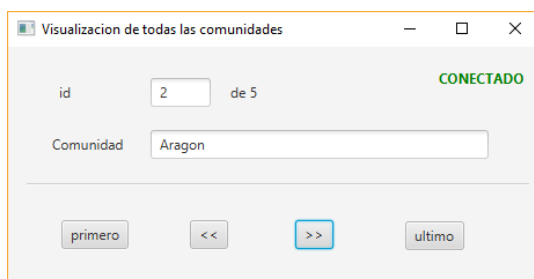 Visualizacion de todas las comunidades
CONECTADO
id 2 de 5
Comunidad Aragon
primero << >> ultimo